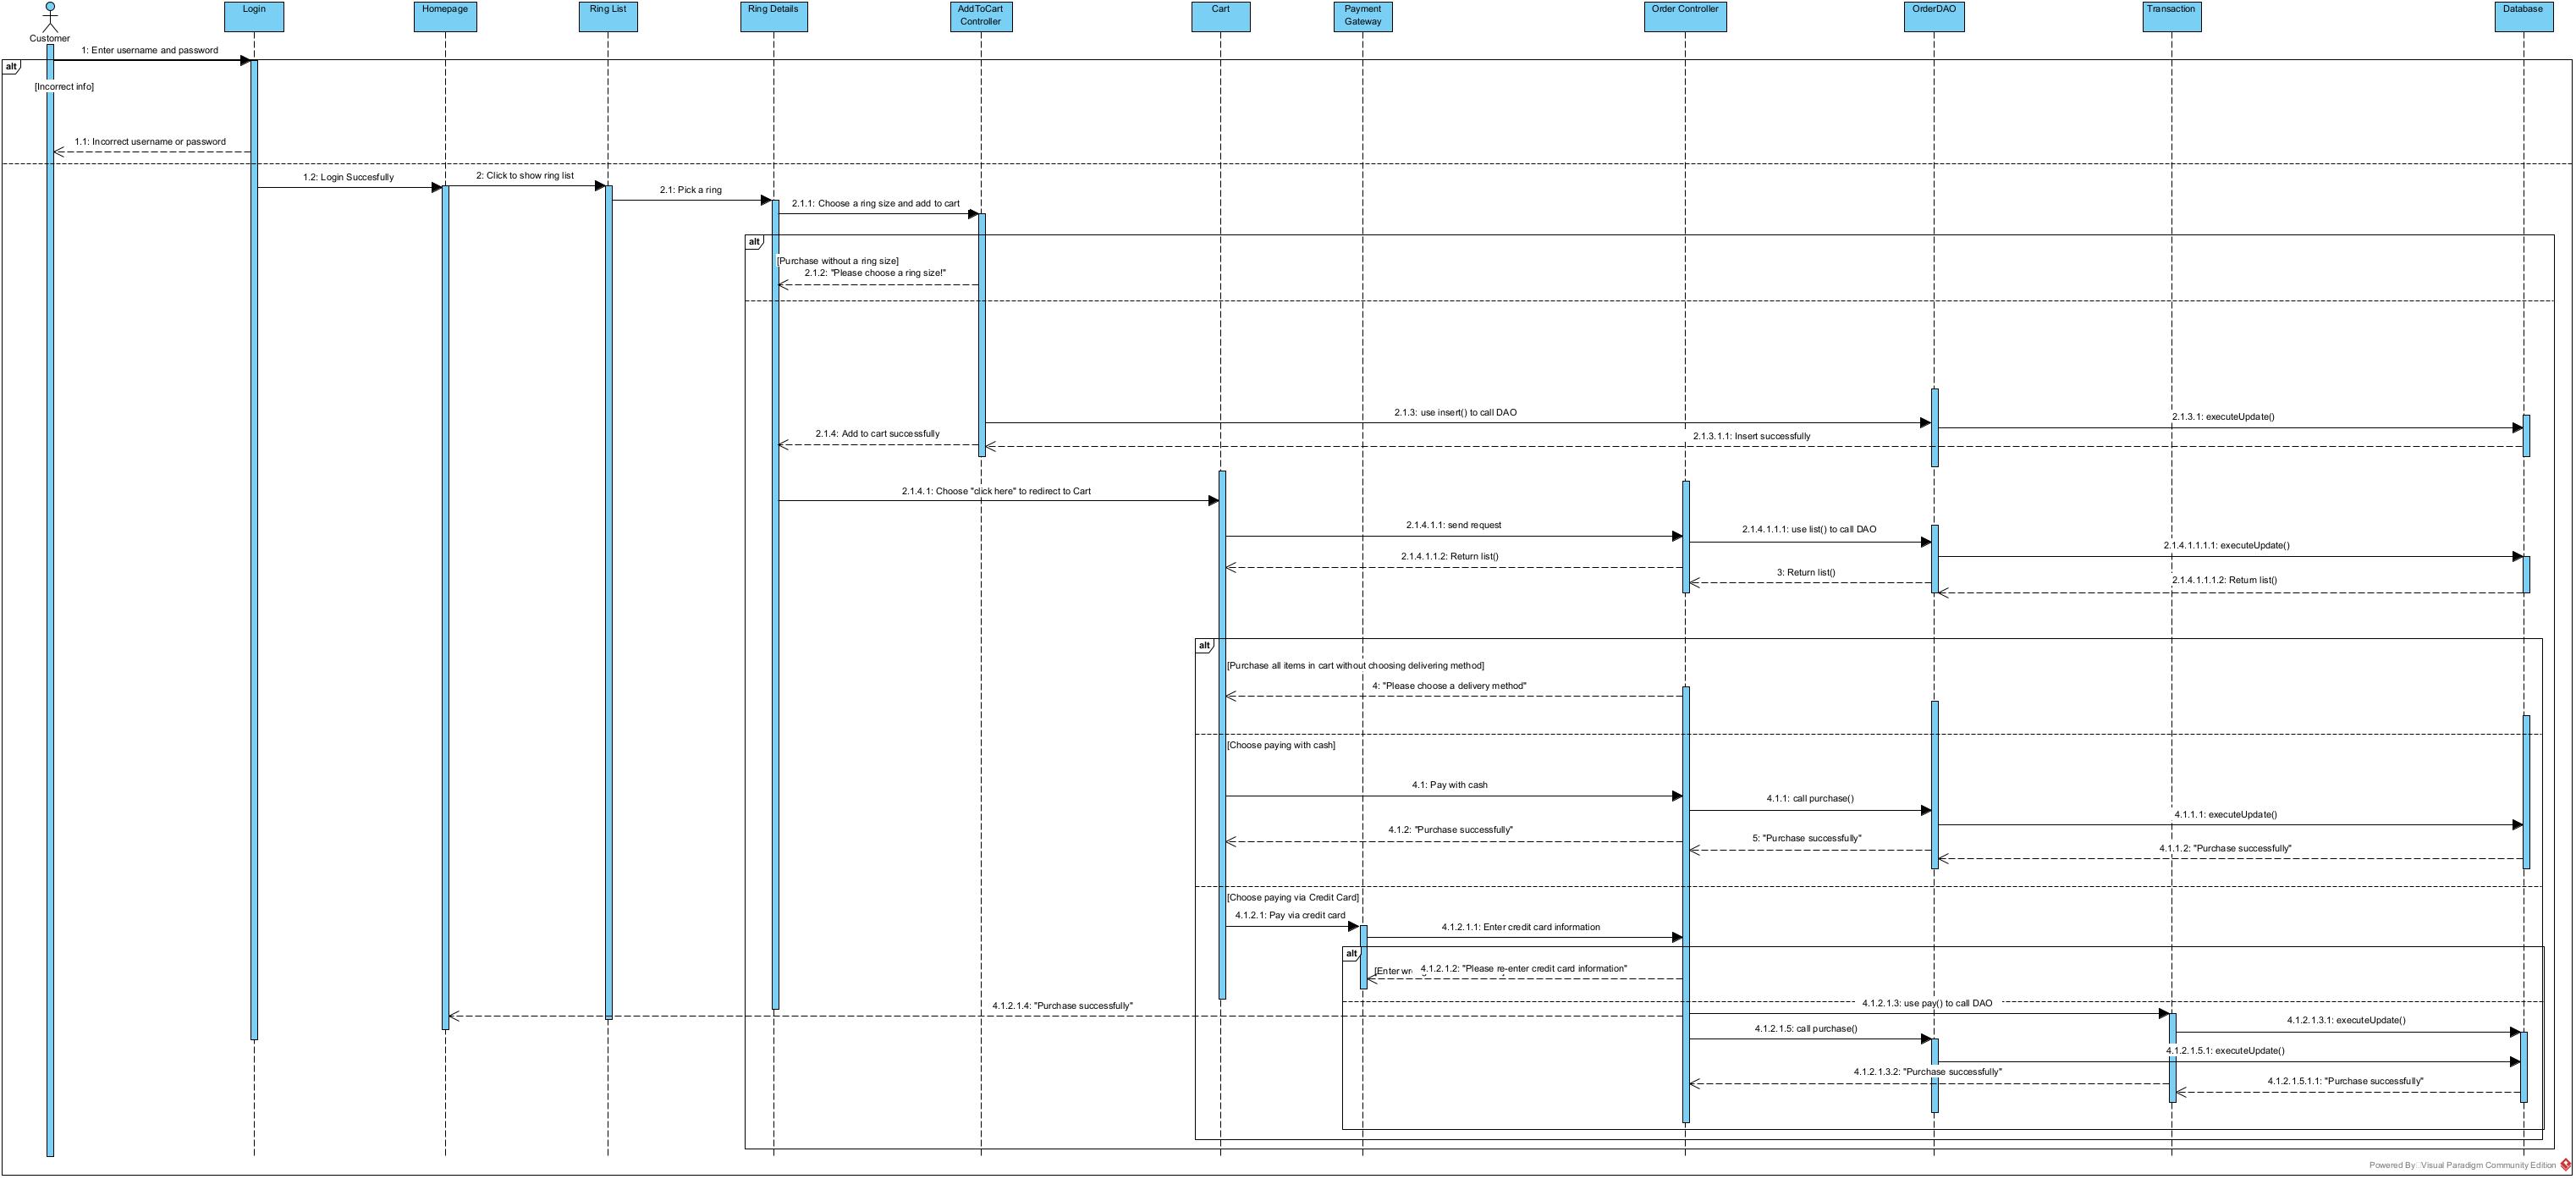 Customer
Login
Homepage
Ring List
Ring Details
AddToCart
Controller
Cart
Payment
Gateway
Order Controller
OrderDAO
Transaction
Database
1: Enter username and password
alt
[Incorrect info]
1.1: Incorrect username or password
1.2: Login Succesfully
2: Click to show ring list
2.1: Pick a ring
2.1.1: Choose a ring size and add to cart
alt
[Purchase without a ring size]
2.1.2: "Please choose a ring size!"
2.1.3: use insert() to call DAO
2.1.3.1: executeUpdate()
2.1.4: Add to cart successfully
2.1.3.1.1: Insert successfully
2.1.4.1: Choose "click here" to redirect to Cart
2.1.4.1.1: send request
2.1.4.1.1.1: use list() to call DAO
2.1.4.1.1.1.1: executeUpdate()
2.1.4.1.1.2: Return list()
3: Return list()
2.1.4.1.1.1.2: Return list()
alt
[Purchase all items in cart without choosing delivering method]
4: "Please choose a delivery method"
[Choose paying with cash]
4.1: Pay with cash
4.1.1: call purchase()
4.1.1.1: executeUpdate()
4.1.2: "Purchase successfully"
5: "Purchase successfully"
4.1.1.2: "Purchase successfully"
[Choose paying via Credit Card]
4.1.2.1: Pay via credit card
4.1.2.1.1: Enter credit card information
alt
[Enter
4.1.2.1.2: "Please re-enter credit card information"
4.1.2.1.4: "Purchase successfully"
4.1.2.1.3: use pay() to call DAO
4.1.2.1.3.1: executeUpdate()
4.1.2.1.5: call purchase()
4.1.2.1.5.1: executeUpdate()
4.1.2.1.3.2: "Purchase successfully"
4.1.2.1.5.1.1: "Purchase successfully"
Powered By: Visual Paradigm Community Edition